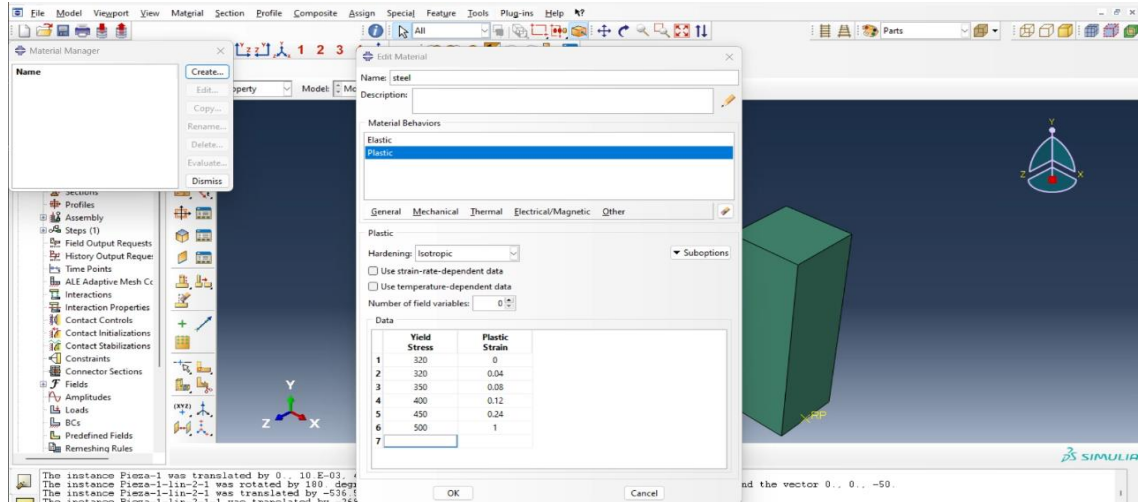 File Model Viewport View Material Section Profile Composite Assign Special Feature Tools Plug-ins Help
All
Parts
Material Manager
1 2 3
Name
Create...
Edit...
Copy...
Rename...
Delete...
Evaluate...
Dismiss
Model:
Edit Material
Name: steel
Description:
Material Behaviors
Elastic
Plastic
General Mechanical Thermal Electrical/Magnetic Other
Plastic
Hardening: Isotropic
Suboptions
Use strain-rate-dependent data
Use temperature-dependent data
Number of field variables: 0
Data
Yield Stress Plastic Strain
1 320 0
2 320 0.04
3 350 0.08
4 400 0.12
5 450 0.24
6 500 1
7
OK Cancel
Sections
Profiles
Assembly
Steps (1)
Field Output Requests
History Output Reque
Time Points
ALE Adaptive Mesh Co
Interactions
Interaction Properties
Contact Controls
Contact Initializations
Contact Stabilizations
Constraints
Connector Sections
Fields
Amplitudes
Loads
BCs
Predefined Fields
Remeshing Rules
(XYZ)
Y
Z X
Y
Z X
RP
SIMULIA
The instance Pieza-1 was translated by 0., 10.E-03,
The instance Pieza-1-lin-2-1 was rotated by 180. degr
nd the vector 0., 0., -50.
The instance Pieza-1-lin-2-1 was translated by -536.5